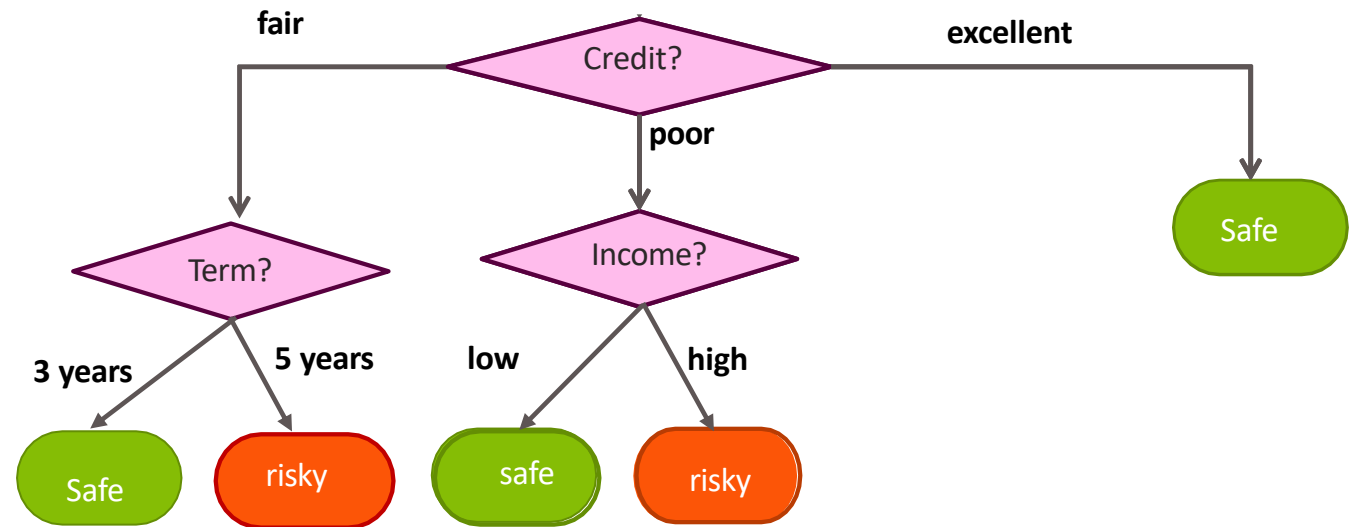 fair
Credit?
excellent
poor
Safe
Term?
Income?
3 years
5 years
low
high
Safe
risky
safe
risky